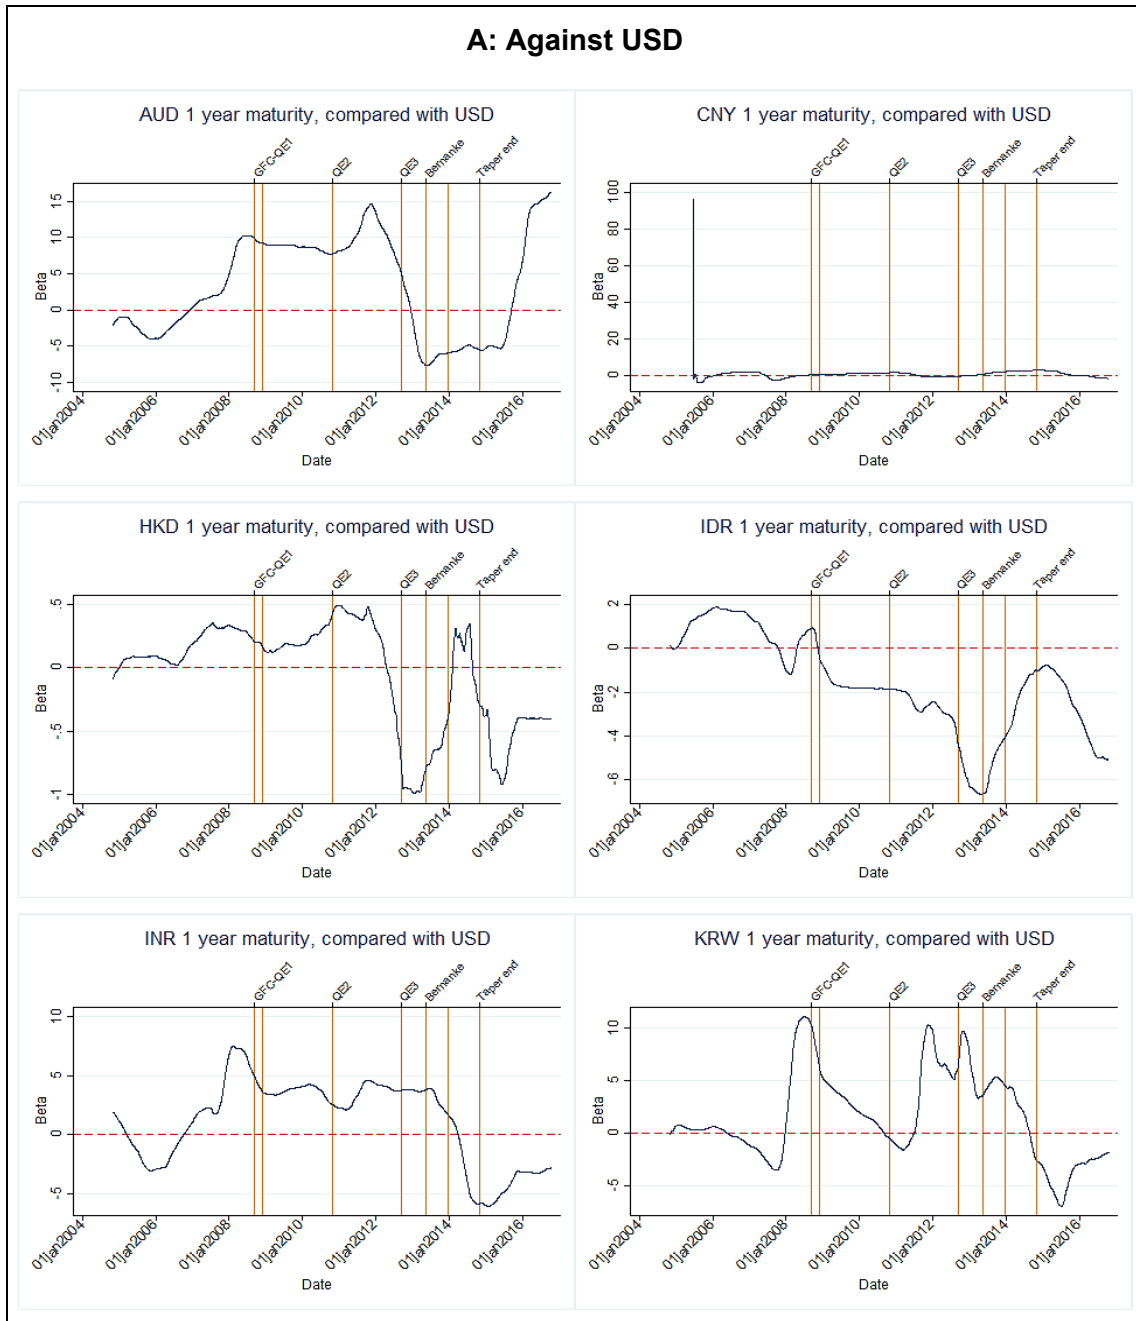 A: Against USD
AUD 1 year maturity, compared with USD
GFC-QE1
QE2
QE3
Bernanke
Taper end
Beta
15
10
5
0
-5
-10
01jan2004
01jan2006
01jan2008
01jan2010
01jan2012
01jan2014
01jan2016
Date
CNY 1 year maturity, compared with USD
GFC-QE1
QE2
QE3
Bernanke
Taper end
Beta
100
80
60
40
20
0
01jan2004
01jan2006
01jan2008
01jan2010
01jan2012
01jan2014
01jan2016
Date
HKD 1 year maturity, compared with USD
GFC-QE1
QE2
QE3
Bernanke
Taper end
Beta
.5
0
-.5
-1
01jan2004
01jan2006
01jan2008
01jan2010
01jan2012
01jan2014
01jan2016
Date
IDR 1 year maturity, compared with USD
GFC-QE1
QE2
QE3
Bernanke
Taper end
Beta
2
0
-2
-4
-6
01jan2004
01jan2006
01jan2008
01jan2010
01jan2012
01jan2014
01jan2016
Date
INR 1 year maturity, compared with USD
GFC-QE1
QE2
QE3
Bernanke
Taper end
Beta
10
5
0
-5
01jan2004
01jan2006
01jan2008
01jan2010
01jan2012
01jan2014
01jan2016
Date
KRW 1 year maturity, compared with USD
GFC-QE1
QE2
QE3
Bernanke
Taper end
Beta
10
5
0
-5
01jan2004
01jan2006
01jan2008
01jan2010
01jan2012
01jan2014
01jan2016
Date